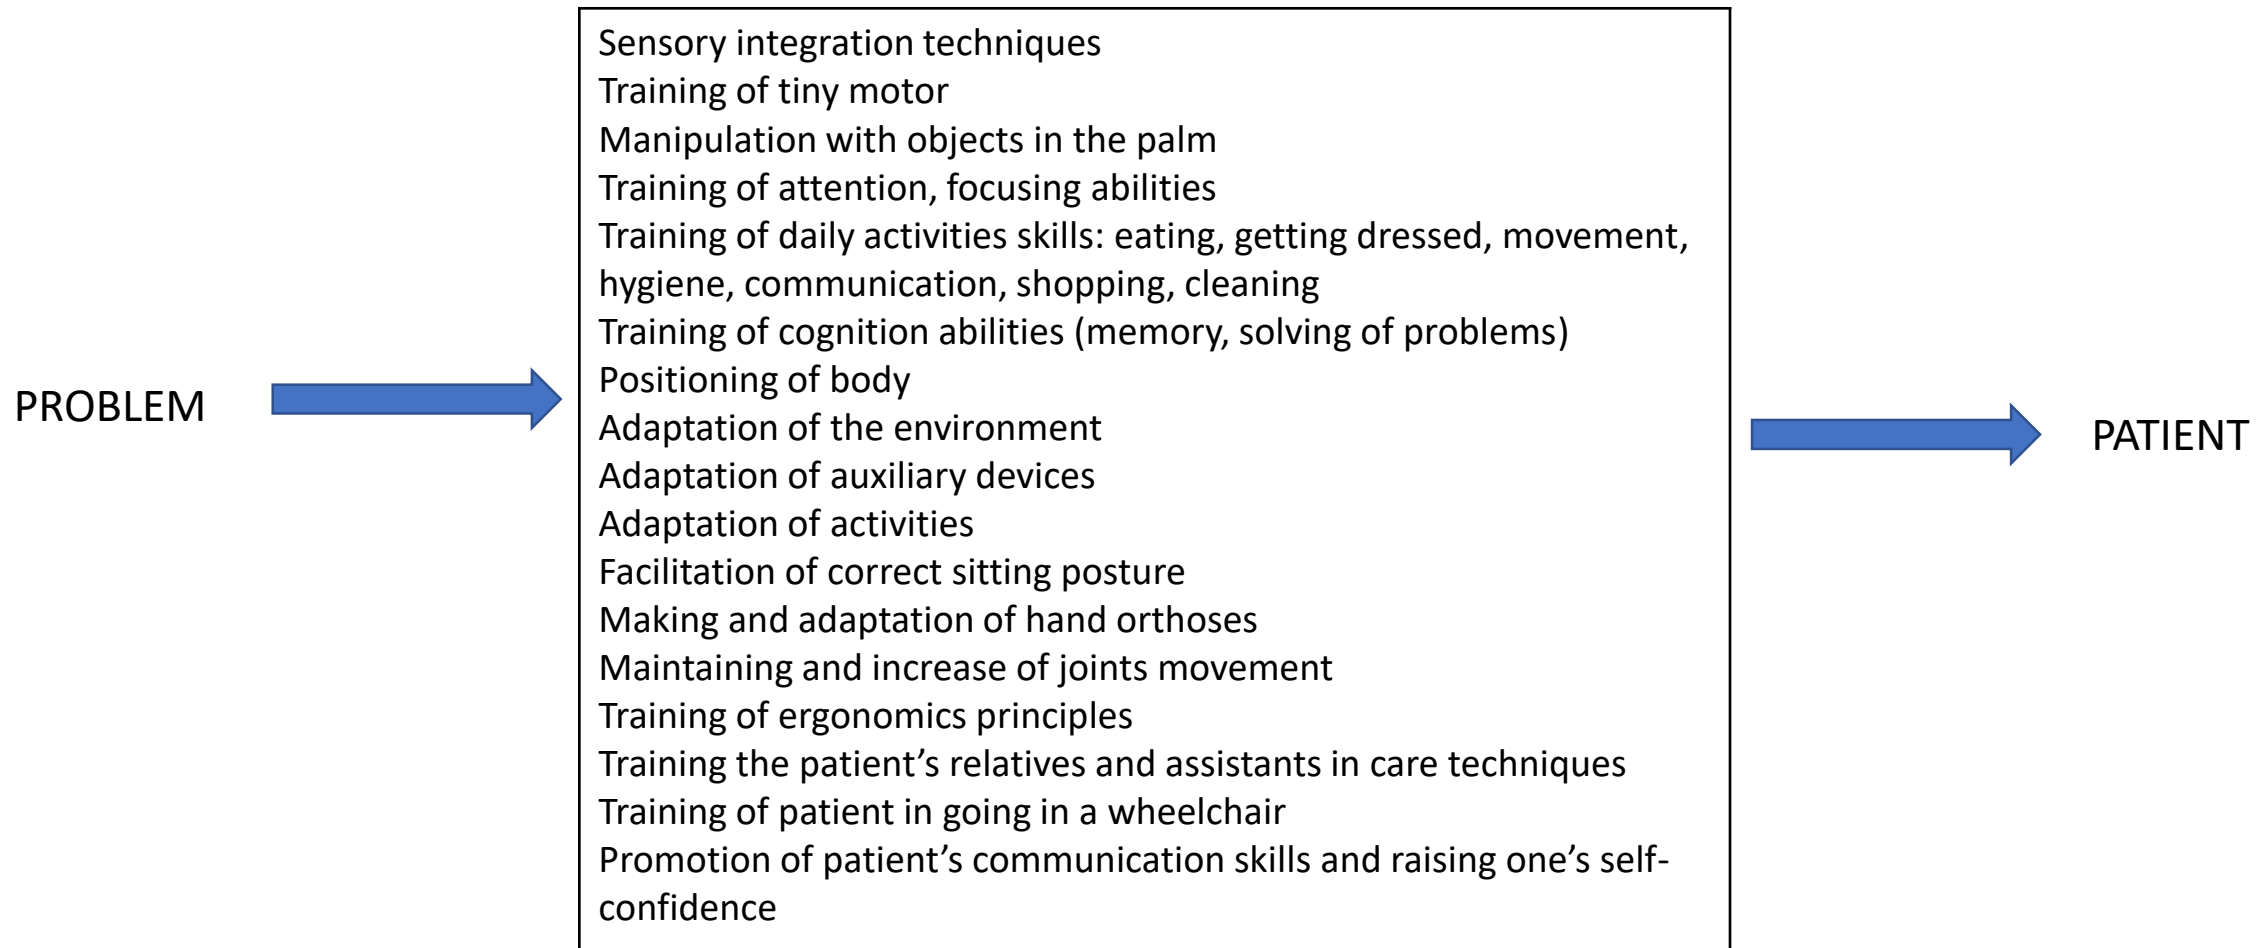 Sensory integration techniques
Training of tiny motor
Manipulation with objects in the palm
Training of attention, focusing abilities
Training of daily activities skills: eating, getting dressed, movement,
hygiene, communication, shopping, cleaning
Training of cognition abilities (memory, solving of problems)
Positioning of body
PROBLEM
Adaptation of the environment
PATIENT
Adaptation of auxiliary devices
Adaptation of activities
Facilitation of correct sitting posture
Making and adaptation of hand orthoses
Maintaining and increase of joints movement
Training of ergonomics principles
Training the patient’s relatives and assistants in care techniques
Training of patient in going in a wheelchair
Promotion of patient’s communication skills and raising one’s self-
confidence